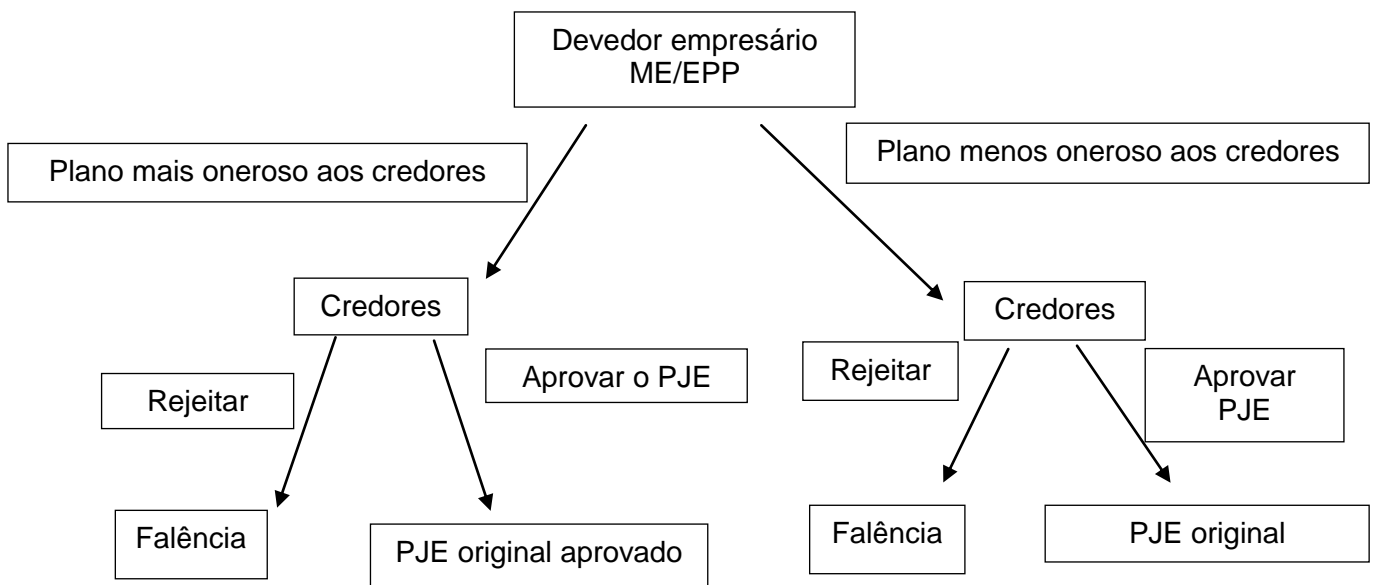 Devedor empresário
ME/EPP
Plano mais oneroso aos credores
Plano menos oneroso aos credores
Credores
Credores
Rejeitar
Aprovar o PJE
Rejeitar
Aprovar
PJE
Falência
PJE original aprovado
Falência
PJE original